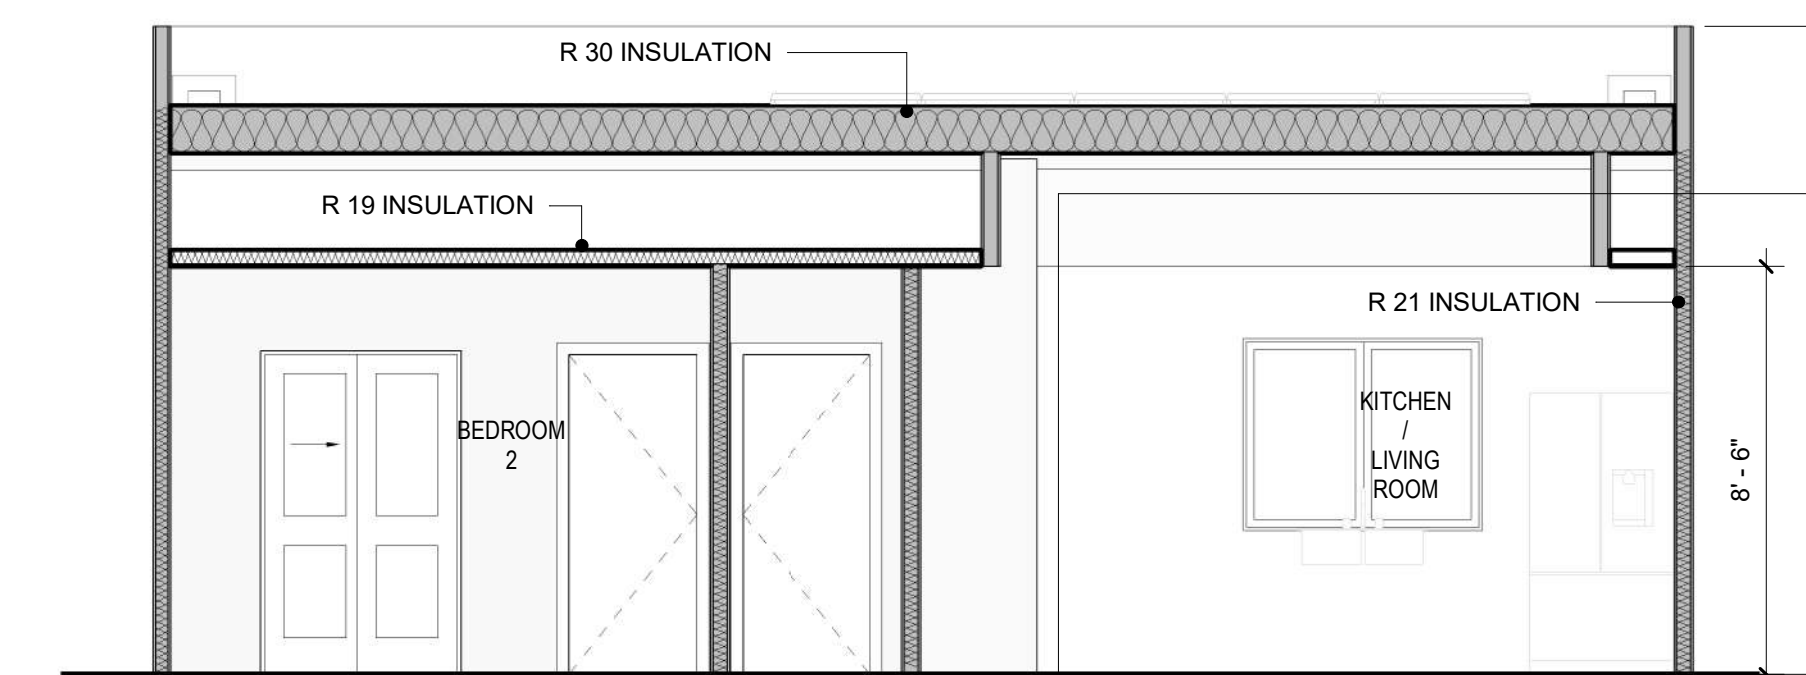 R 30 INSULATION
R 19 INSULATION
R 21 INSULATION
BEDROOM
2
KITCHEN
/
LIVING
ROOM
8' - 6"